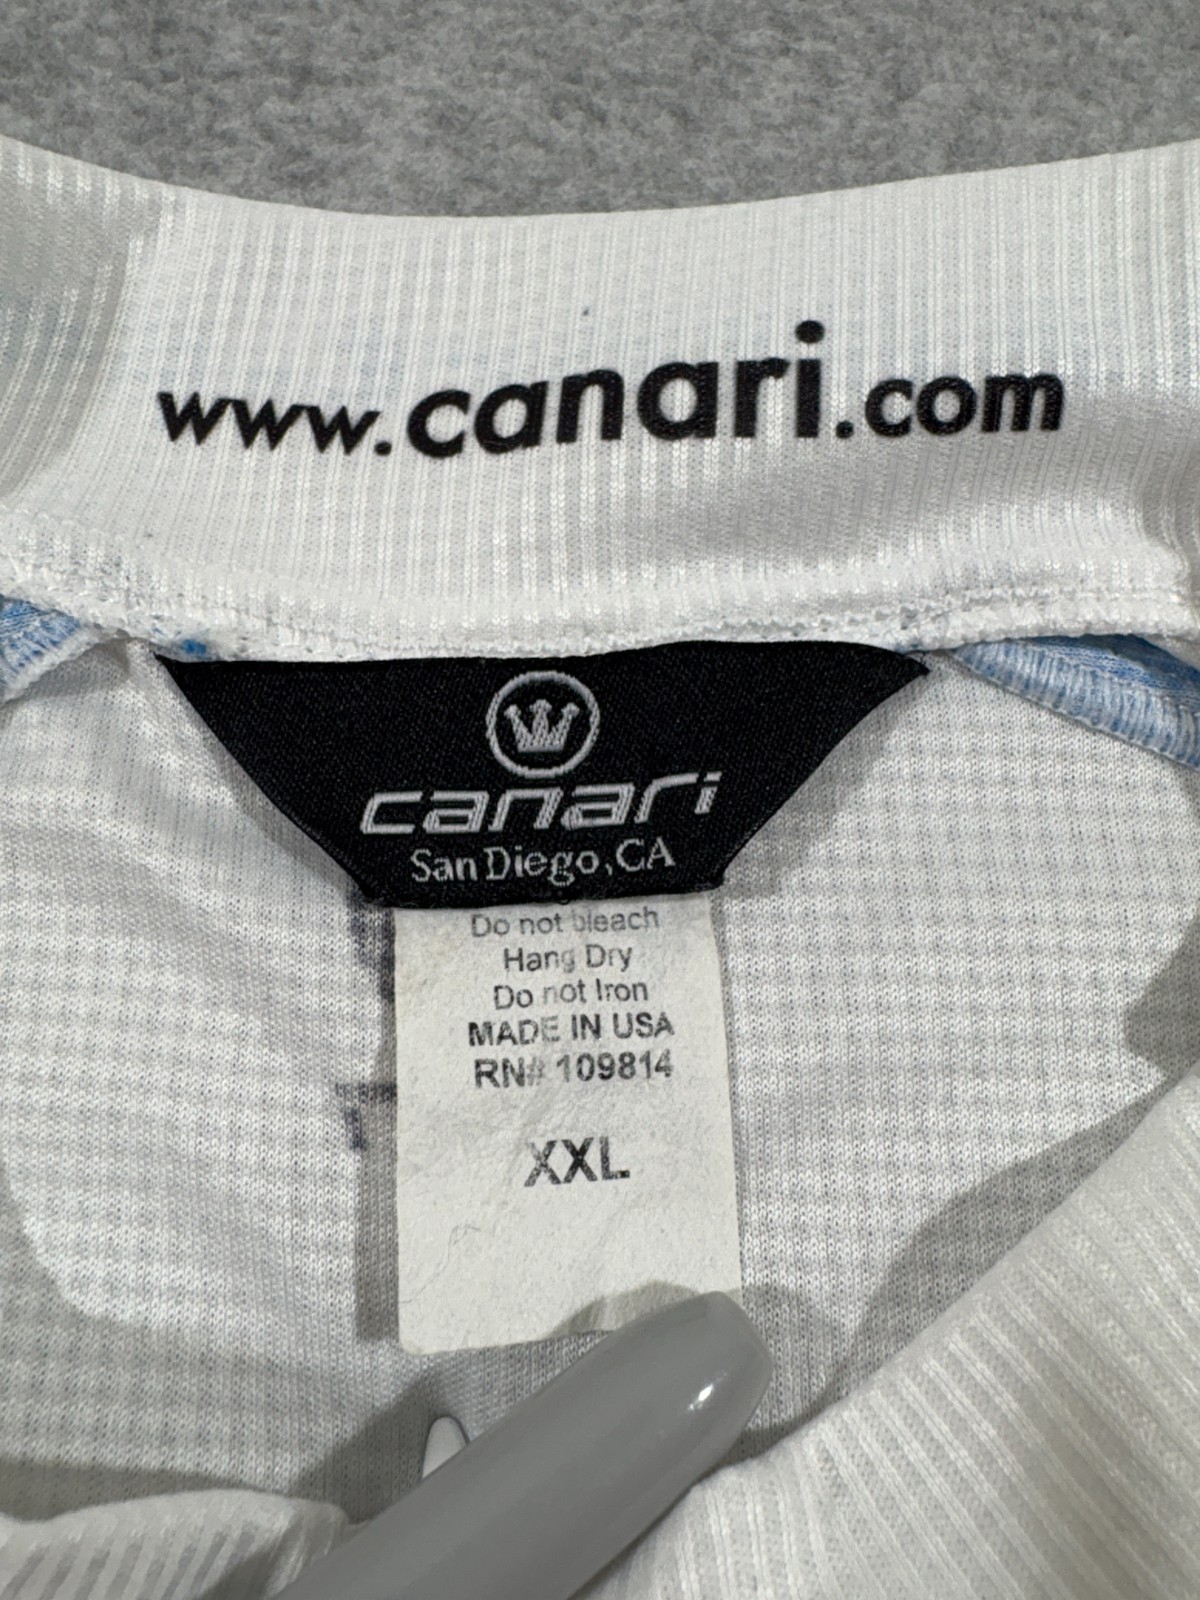 www.canari.com
canari
San Diego, CA
Do not bleach
Hang Dry
Do not Iron
MADE IN USA
RN# 109814
XXL